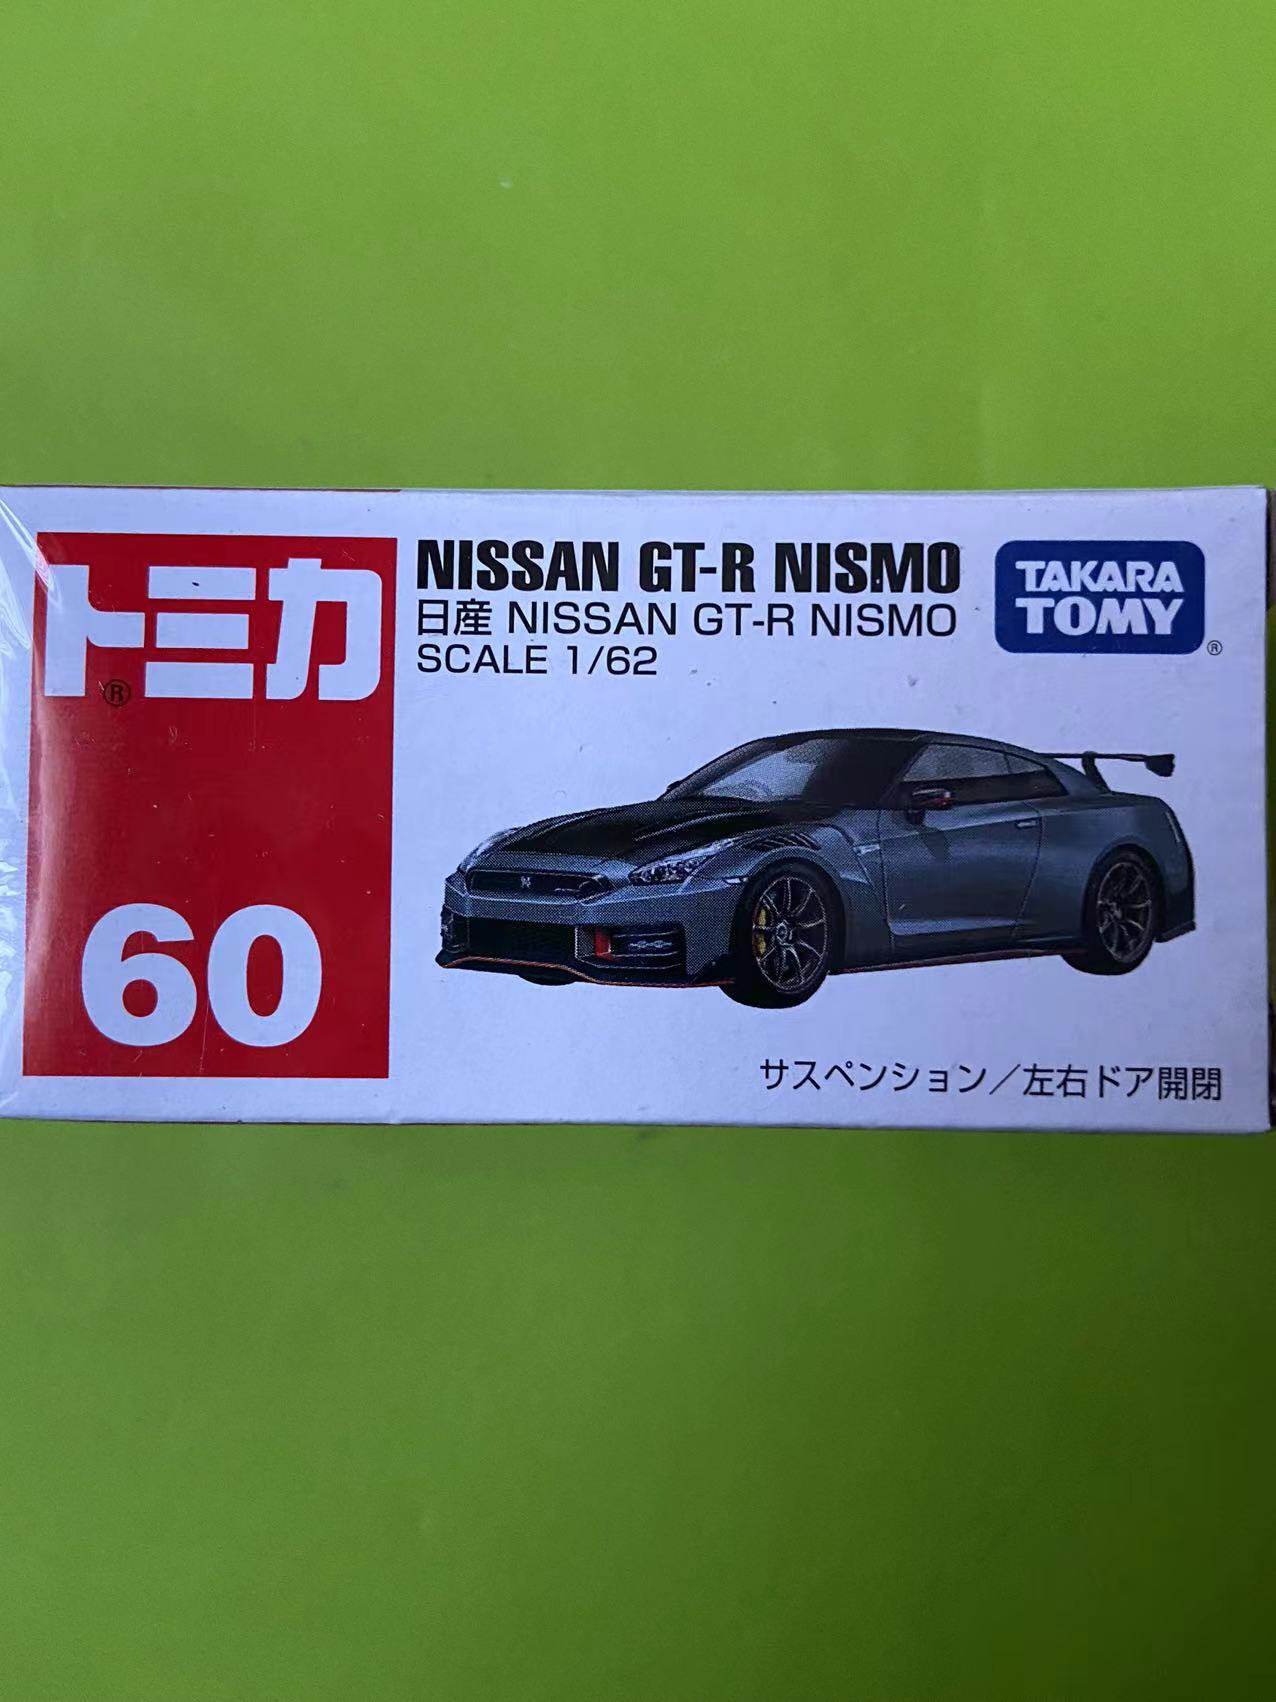 トミカ
®
60
NISSAN GT-R NISMO
日産 NISSAN GT-R NISMO
SCALE 1/62
TAKARA
TOMY
®
サスペンション/左右ドア開閉